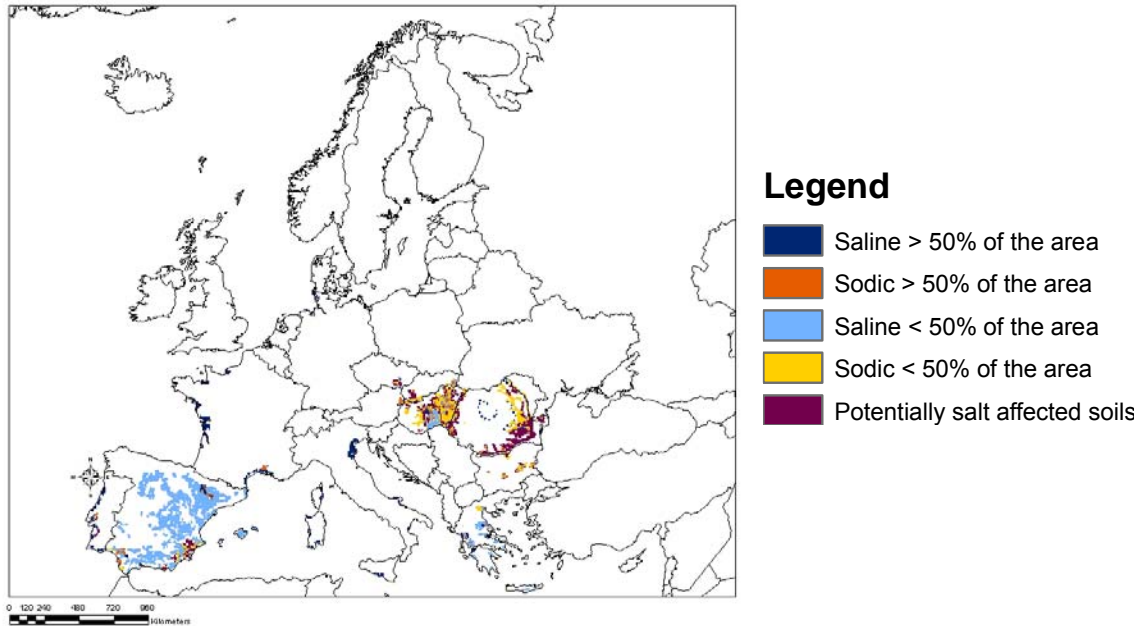 Legend
Saline > 50% of the area
Sodic > 50% of the area
Saline < 50% of the area
Sodic < 50% of the area
Potentially salt affected soils
N
0 120 240 480 720 960
Kilometers